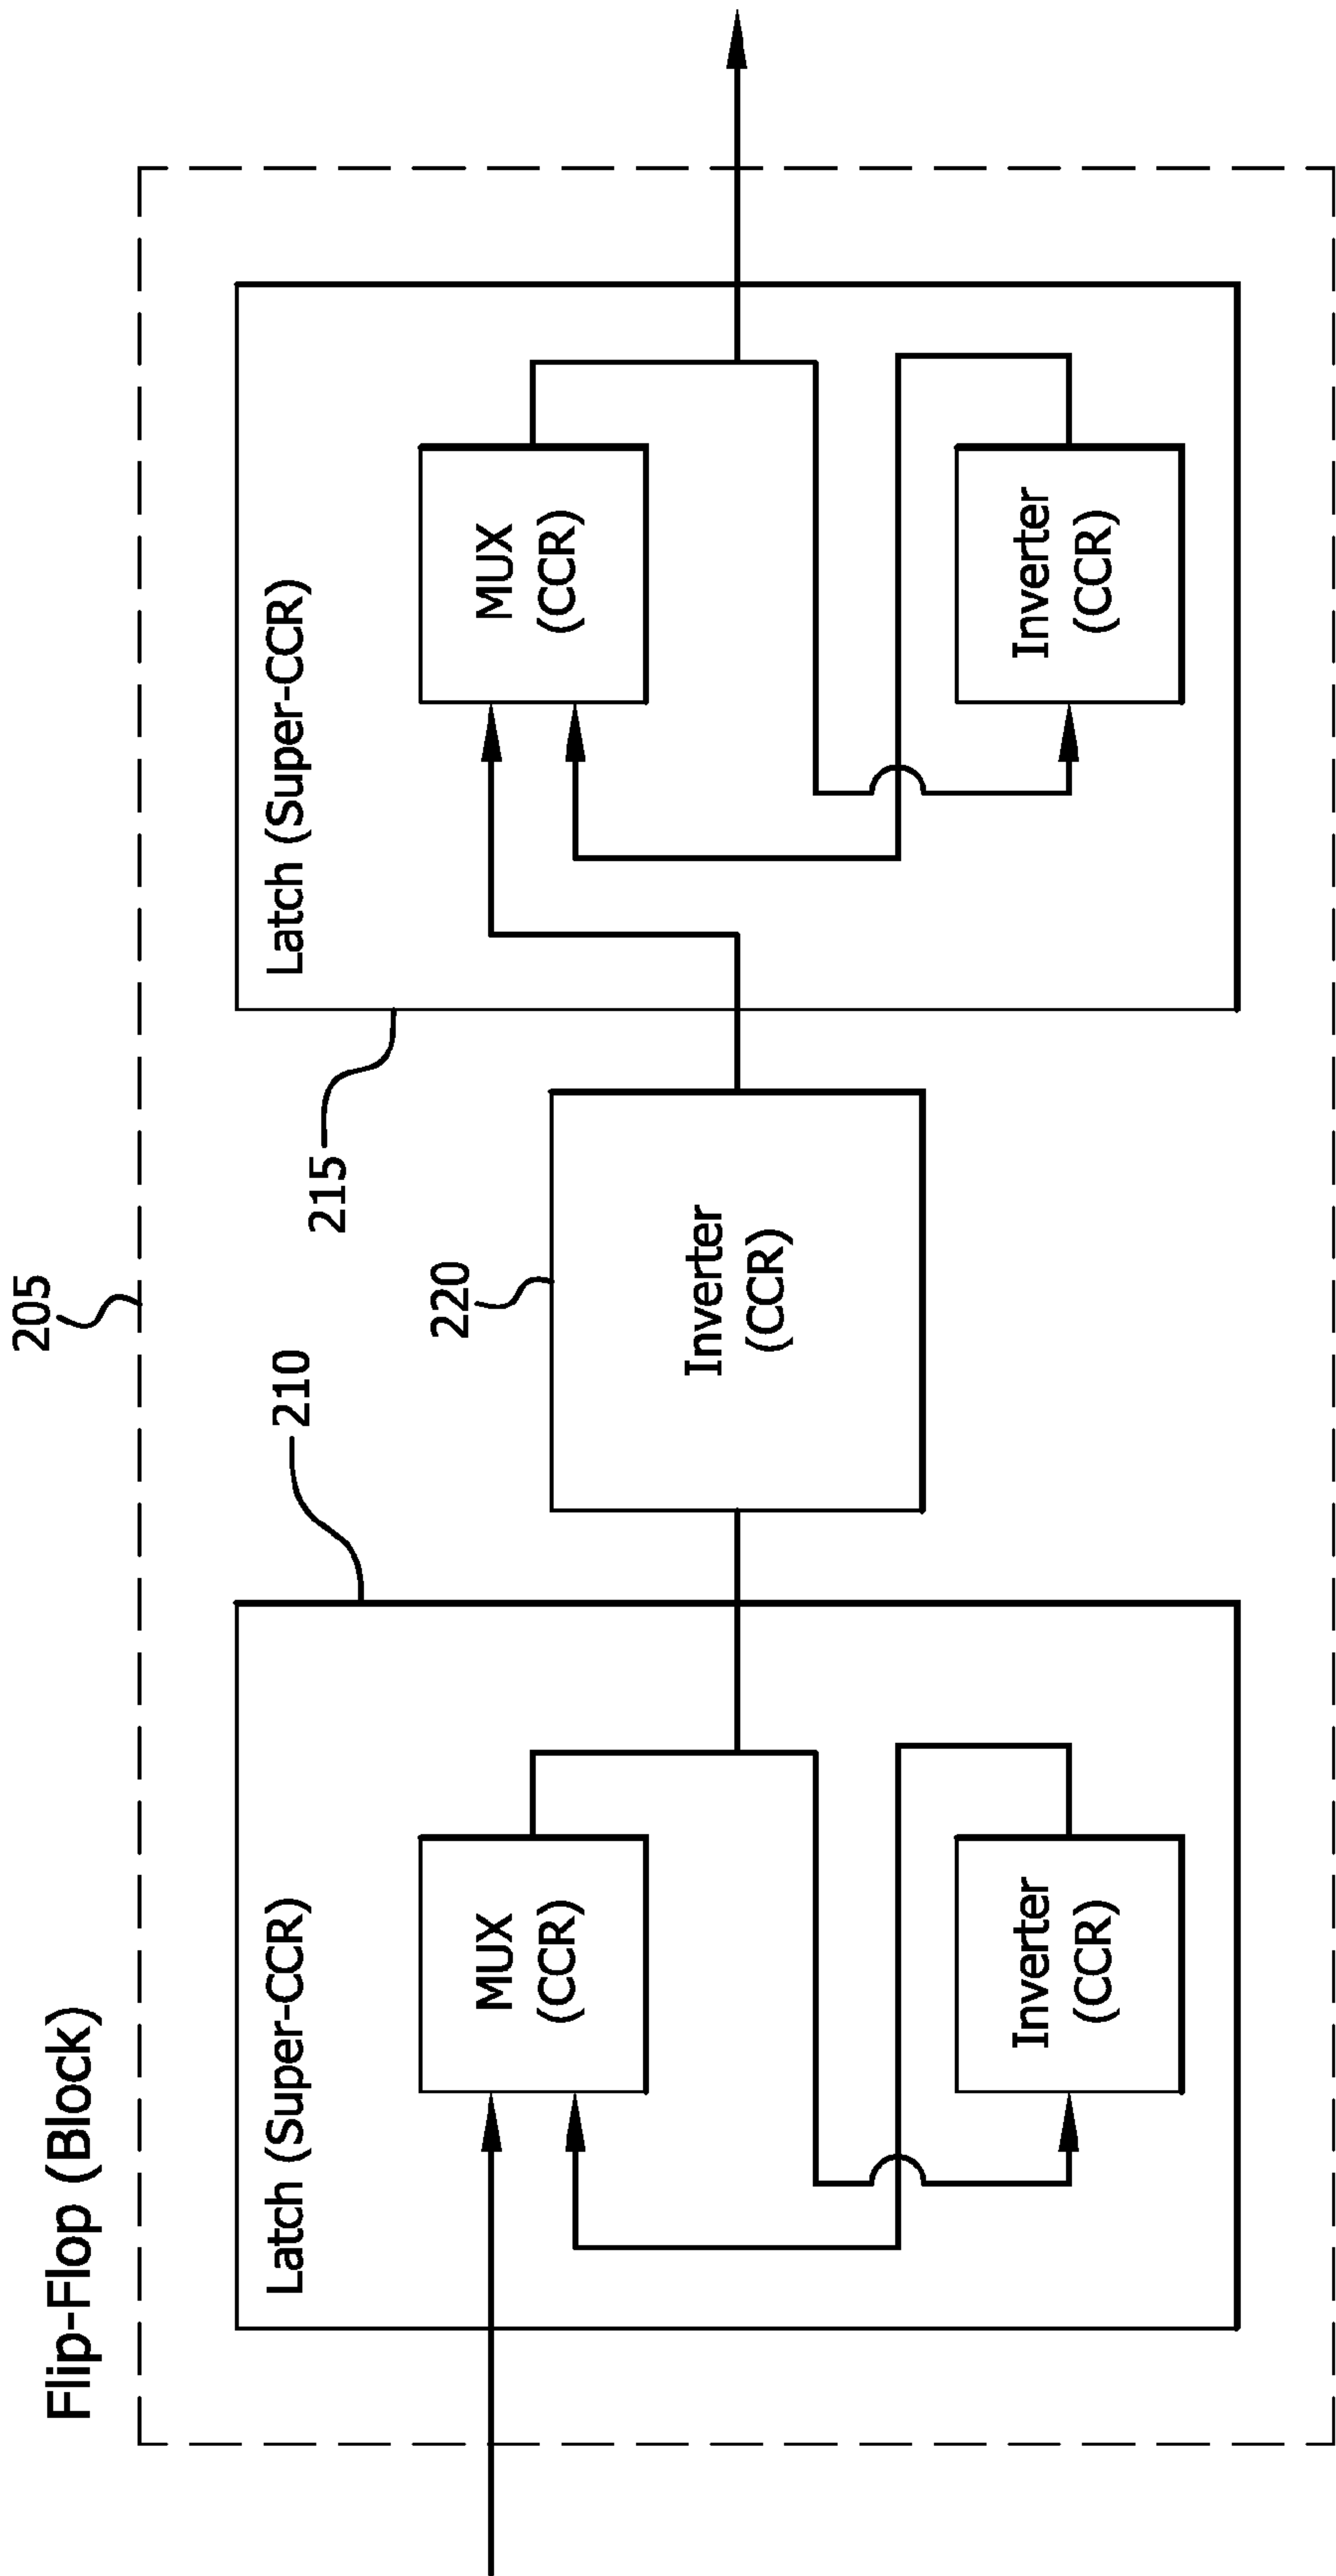 Flip-Flop (Block)
205
210
Latch (Super-CCR)
MUX
(CCR)
Inverter
(CCR)
220
Inverter
(CCR)
215
Latch (Super-CCR)
MUX
(CCR)
Inverter
(CCR)